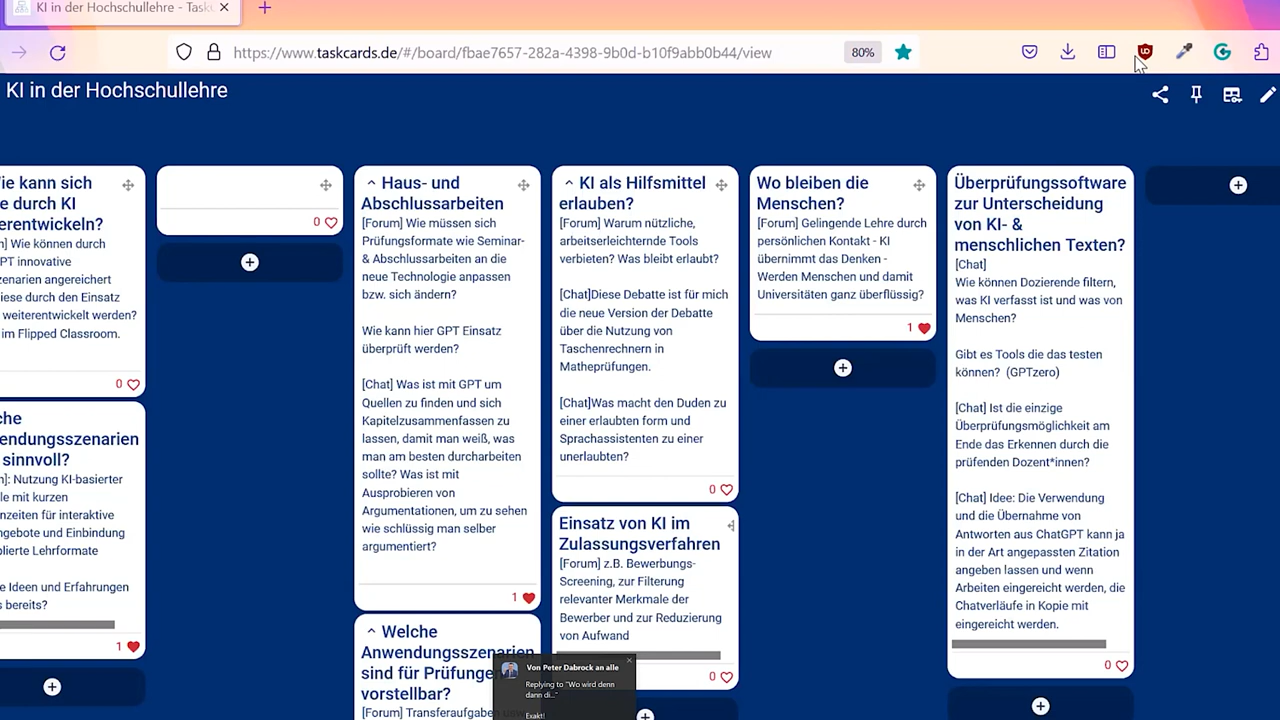 KI in der Hochschullehre - Task
https://www.taskcards.de/#/board/fbae7657-282a-4398-9b0d-b10f9abb0b44/view
80%
KI in der Hochschullehre
ie kann sich
e durch KI
erentwickeln?
Wie können durch
PT innovative
zenarien angereichert
iese durch den Einsatz
weiterentwickelt werden?
im Flipped Classroom.
0
che
endungsszenarien
sinnvoll?
: Nutzung KI-basierter
le mit kurzen
nzeiten für interaktive
ngebote und Einbindung
plierte Lehrformate
e Ideen und Erfahrungen
s bereits?
1
0
Haus- und
Abschlussarbeiten
[Forum] Wie müssen sich
Prüfungsformate wie Seminar-
& Abschlussarbeiten an die
neue Technologie anpassen
bzw. sich ändern?
Wie kann hier GPT Einsatz
überprüft werden?
[Chat] Was ist mit GPT um
Quellen zu finden und sich
Kapitelzusammenfassen zu
lassen, damit man weiß, was
man am besten durcharbeiten
sollte? Was ist mit
Ausprobieren von
Argumentationen, um zu sehen
wie schlüssig man selber
argumentiert?
1
Welche
Anwendungsszenarien
sind für Prüfungen
vorstellbar?
[Forum] Transferaufgaben
KI als Hilfsmittel
erlauben?
[Forum] Warum nützliche,
arbeitserleichternde Tools
verbieten? Was bleibt erlaubt?
[Chat]Diese Debatte ist für mich
die neue Version der Debatte
über die Nutzung von
Taschenrechnern in
Matheprüfungen.
[Chat]Was macht den Duden zu
einer erlaubten form und
Sprachassistenten zu einer
unerlaubten?
0
Einsatz von KI im
Zulassungsverfahren
[Forum] z.B. Bewerbungs-
Screening, zur Filterung
relevanter Merkmale der
Bewerber und zur Reduzierung
von Aufwand
0
Wo bleiben die
Menschen?
[Forum] Gelingende Lehre durch
persönlichen Kontakt - KI
übernimmt das Denken -
Werden Menschen und damit
Universitäten ganz überflüssig?
1
Überprüfungssoftware
zur Unterscheidung
von KI- &
menschlichen Texten?
[Chat]
Wie können Dozierende filtern,
was KI verfasst ist und was von
Menschen?
Gibt es Tools die das testen
können? (GPTzero)
[Chat] Ist die einzige
Überprüfungsmöglichkeit am
Ende das Erkennen durch die
prüfenden Dozent*innen?
[Chat] Idee: Die Verwendung
und die Übernahme von
Antworten aus ChatGPT kann ja
in der Art angepassten Zitation
angeben lassen und wenn
Arbeiten eingereicht werden, die
Chatverläufe in Kopie mit
eingereicht werden.
0
Von Peter Dabrock an alle
Replying to "Wo wird denn
dann di..."
Exakt!